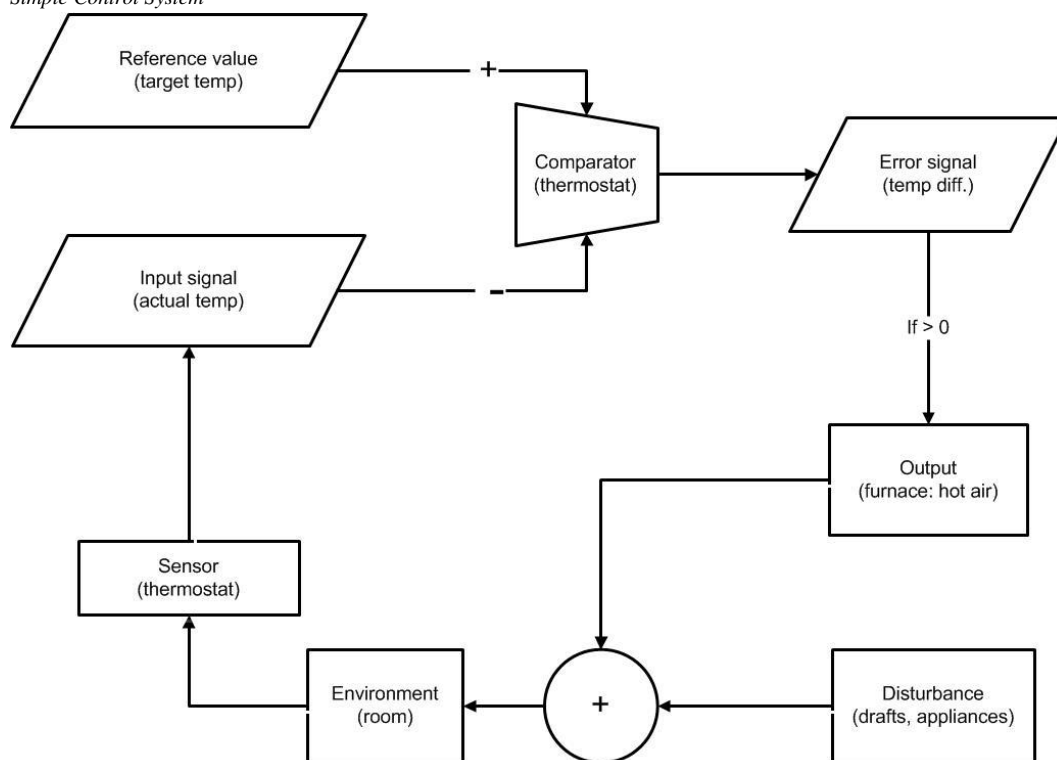 Simple Control System
Reference value
(target temp)
+
Comparator
(thermostat)
Error signal
(temp diff.)
Input signal
(actual temp)
-
If > 0
Output
(furnace: hot air)
Sensor
(thermostat)
Environment
(room)
+
Disturbance
(drafts, appliances)